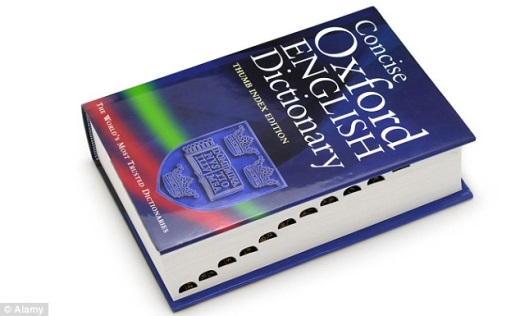 Concise
Oxford
ENGLISH
Dictionary
THUMB INDEX EDITION
THE WORLD'S MOST TRUSTED DICTIONARIES
© Alamy